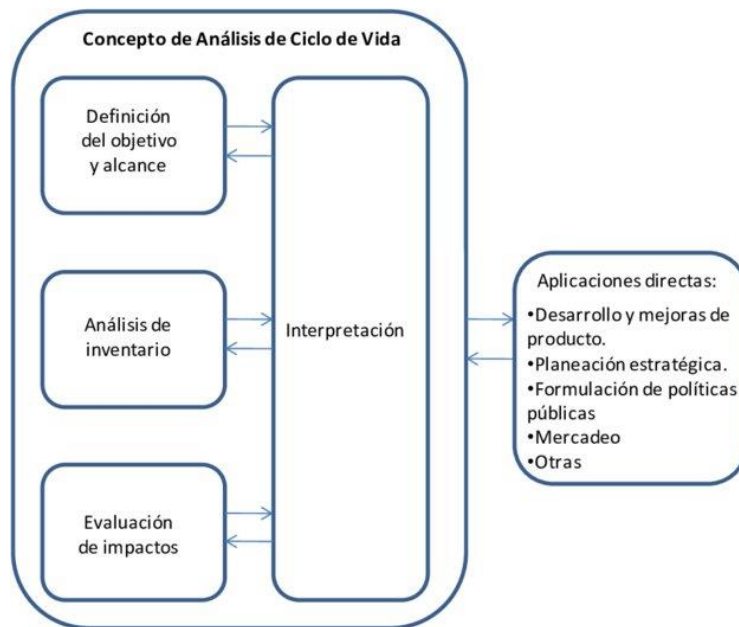 Concepto de Análisis de Ciclo de Vida
Definición
del objetivo
y alcance
Análisis de
inventario
Evaluación
de impactos
Interpretación
Aplicaciones directas:
•Desarrollo y mejoras de
producto.
•Planeación estratégica.
•Formulación de políticas
públicas
•Mercadeo
•Otras